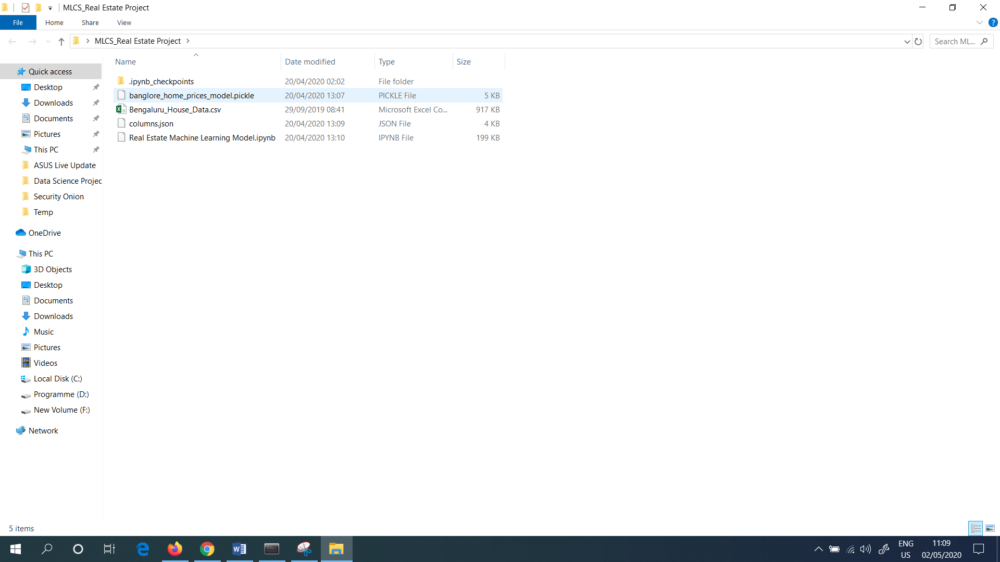 MLCS_Real Estate Project
File Home Share View
MLCS_Real Estate Project
Search ML...
Name Date modified Type Size
.ipynb_checkpoints 20/04/2020 02:02 File folder
banglore_home_prices_model.pickle 20/04/2020 13:07 PICKLE File 5 KB
Bengaluru_House_Data.csv 29/09/2019 08:41 Microsoft Excel Co... 917 KB
columns.json 20/04/2020 13:09 JSON File 4 KB
Real Estate Machine Learning Model.ipynb 20/04/2020 13:10 IPYNB File 199 KB
Quick access
Desktop
Downloads
Documents
Pictures
This PC
ASUS Live Update
Data Science Projec
Security Onion
Temp
OneDrive
This PC
3D Objects
Desktop
Documents
Downloads
Music
Pictures
Videos
Local Disk (C:)
Programme (D:)
New Volume (F:)
Network
5 items
ENG
US
11:09
02/05/2020